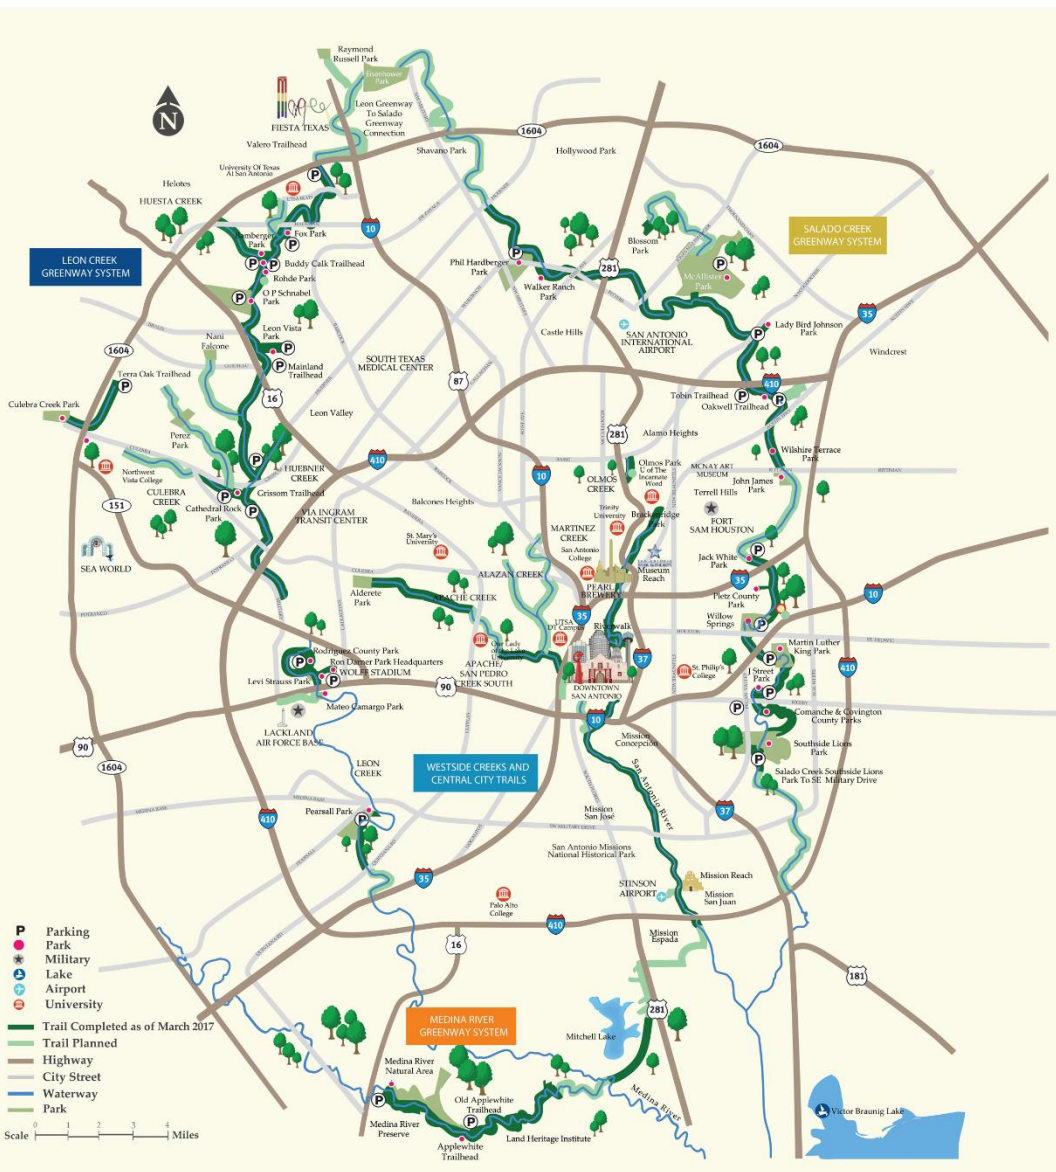 Raymond
Russell Park
Eisenhower
Park
Leon Greenway
To Salado
Greenway
Connection
FIESTA TEXAS
Valero Trailhead
N
1604
Shavano Park
Hollywood Park
1604
University Of Texas
At San Antonio
P
Helotes
HUESTA CREEK
10
LEON CREEK
GREENWAY SYSTEM
SALADO CREEK
GREENWAY SYSTEM
Fox Park
Bamberger
Park
Buddy Calk Trailhead
Rohde Park
O P Schnabel
Park
Blossom
Park
281
Phil Hardberger
Park
Walker Ranch
Park
McAllister
Park
35
Leon Vista
Park
Nani
Falcone
Mainland
Trailhead
1604
Terra Oak Trailhead
SOUTH TEXAS
MEDICAL CENTER
87
Castle Hills
SAN ANTONIO
INTERNATIONAL
AIRPORT
Lady Bird Johnson
Park
Windcrest
410
Tobin Trailhead
Oakwell Trailhead
16
Culebra Creek Park
Leon Valley
Perez
Park
281
Alamo Heights
410
10
Wilshire Terrace
Park
Northwest
Vista College
CULEBRA
CREEK
HUEBNER
CREEK
Grissom Trailhead
Cathedral Rock
Park
VIA INGRAM
TRANSIT CENTER
151
SEA WORLD
Balcones Heights
OLMOS
CREEK
Olmos Park
U of The
Incarnate
Word
MCNAY ART
MUSEUM
John James
Park
Terrell Hills
FORT
SAM HOUSTON
Trinity
University
Brackenridge
Park
MARTINEZ
CREEK
St. Mary's
University
San Antonio
College
ALAZAN CREEK
PEARL
BREWERY
Museum
Reach
Jack White
Park
35
Pletz County
Park
10
Alderete
Park
APACHE CREEK
35
UTSA
DT Campus
Riverwalk
Our Lady
of the Lake
University
Willow
Springs
Martin Luther
King Park
37
410
Rodriguez County Park
Ron Darner Park Headquarters
WOLFF STADIUM
Levi Strauss Park
APACHE/
SAN PEDRO
CREEK SOUTH
90
DOWNTOWN
SAN ANTONIO
St. Philip's
College
J Street
Park
Mateo Camargo Park
LACKLAND
AIR FORCE BASE
10
Comanche & Covington
County Parks
90
1604
LEON
CREEK
WESTSIDE CREEKS AND
CENTRAL CITY TRAILS
Mission
Concepción
San Antonio River
Southside Lions
Park
Salado Creek Southside Lions
Park To SE Military Drive
410
Pearsall Park
Mission
San José
37
San Antonio Missions
National Historical Park
35
STINSON
AIRPORT
Mission Reach
Mission
San Juan
Palo Alto
College
410
Mission
Espada
16
181
P Parking
Park
Military
Lake
Airport
University
Trail Completed as of March 2017
Trail Planned
Highway
City Street
Waterway
Park
Scale 0 1 2 3 4 Miles
281
MEDINA RIVER
GREENWAY SYSTEM
Mitchell Lake
Medina River
Natural Area
Old Applewhite
Trailhead
Medina River
Medina River
Preserve
Applewhite
Trailhead
Land Heritage Institute
Victor Braunig Lake